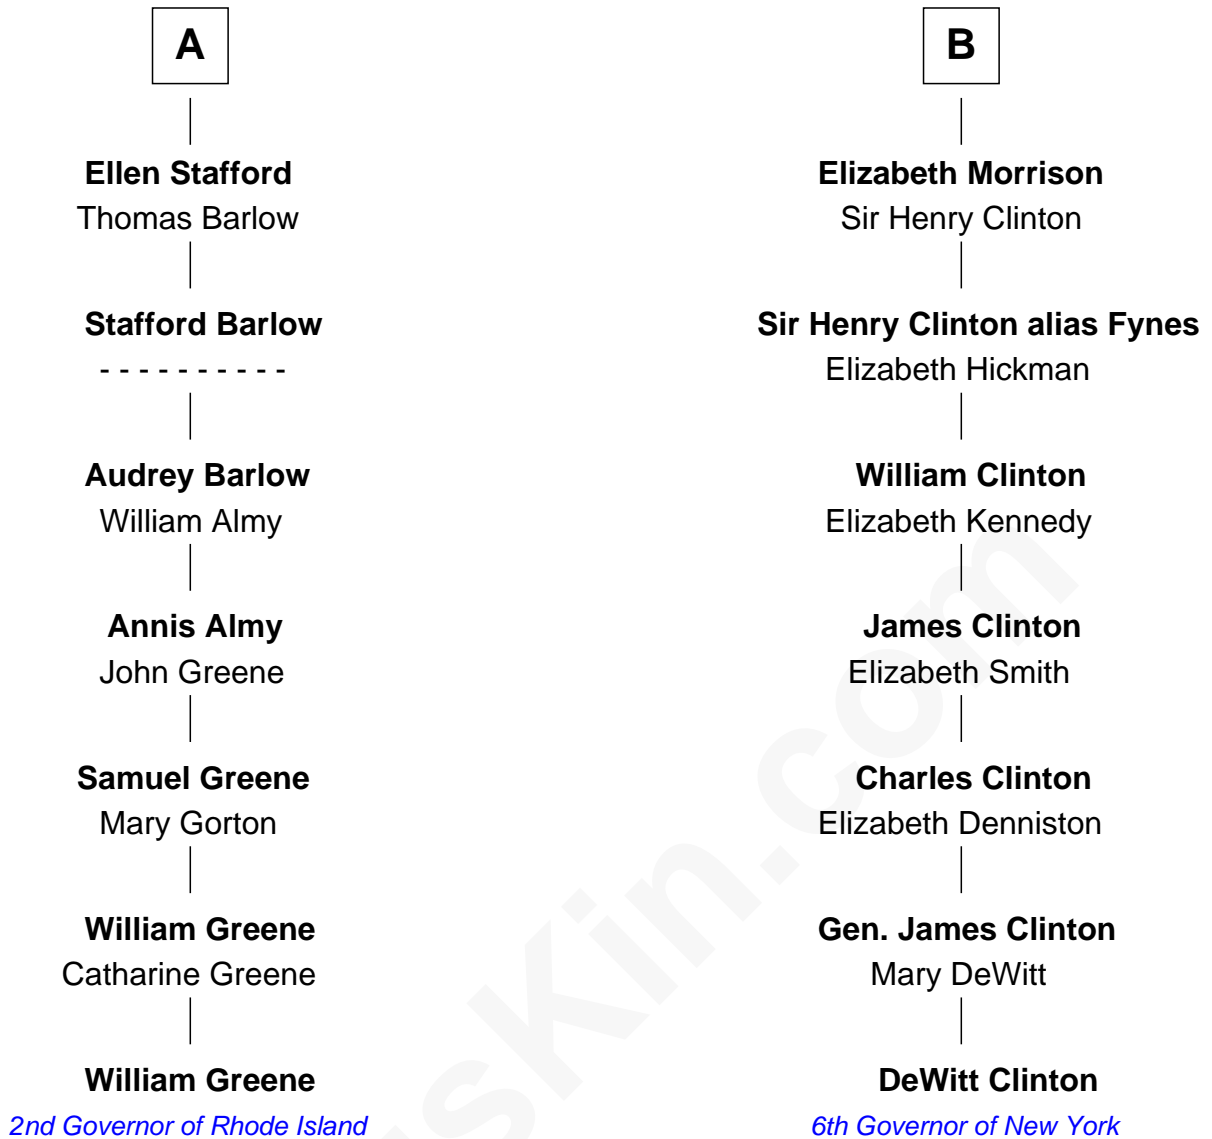 A
B
Ellen Stafford
Thomas Barlow
Elizabeth Morrison
Sir Henry Clinton
Stafford Barlow
- - - - - - - - - -
Sir Henry Clinton alias Fynes
Elizabeth Hickman
Audrey Barlow
William Almy
William Clinton
Elizabeth Kennedy
Annis Almy
John Greene
James Clinton
Elizabeth Smith
Samuel Greene
Mary Gorton
Charles Clinton
Elizabeth Denniston
William Greene
Catharine Greene
Gen. James Clinton
Mary DeWitt
William Greene
2nd Governor of Rhode Island
DeWitt Clinton
6th Governor of New York
sKin.com